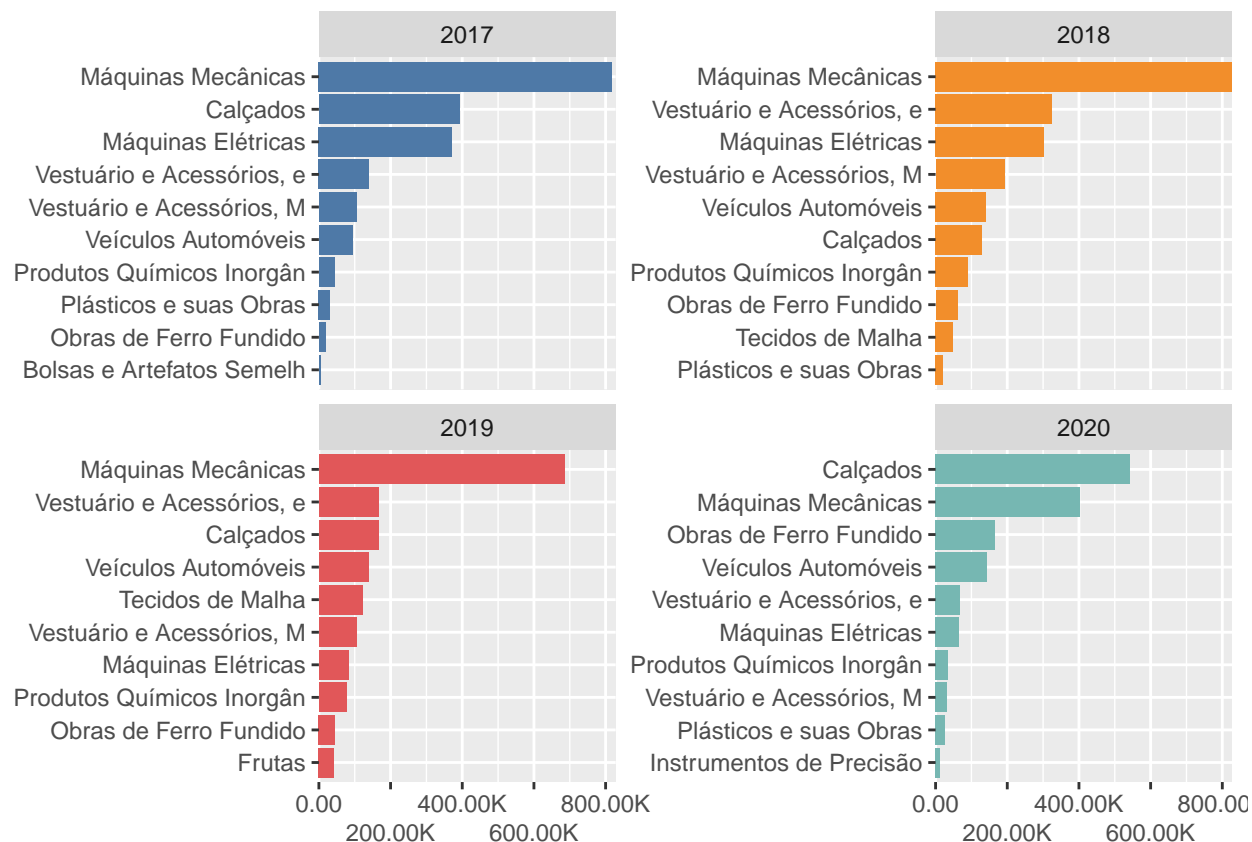 2017
Máquinas Mecânicas
Calçados
Máquinas Elétricas
Vestuário e Acessórios, e
Vestuário e Acessórios, M
Veículos Automóveis
Produtos Químicos Inorgân
Plásticos e suas Obras
Obras de Ferro Fundido
Bolsas e Artefatos Semelh
2018
Máquinas Mecânicas
Vestuário e Acessórios, e
Máquinas Elétricas
Vestuário e Acessórios, M
Veículos Automóveis
Calçados
Produtos Químicos Inorgân
Obras de Ferro Fundido
Tecidos de Malha
Plásticos e suas Obras
2019
Máquinas Mecânicas
Vestuário e Acessórios, e
Calçados
Veículos Automóveis
Tecidos de Malha
Vestuário e Acessórios, M
Máquinas Elétricas
Produtos Químicos Inorgân
Obras de Ferro Fundido
Frutas
0.00 400.00K 800.00K
200.00K 600.00K
2020
Calçados
Máquinas Mecânicas
Obras de Ferro Fundido
Veículos Automóveis
Vestuário e Acessórios, e
Máquinas Elétricas
Produtos Químicos Inorgân
Vestuário e Acessórios, M
Plásticos e suas Obras
Instrumentos de Precisão
0.00 400.00K 800.0
200.00K 600.00K